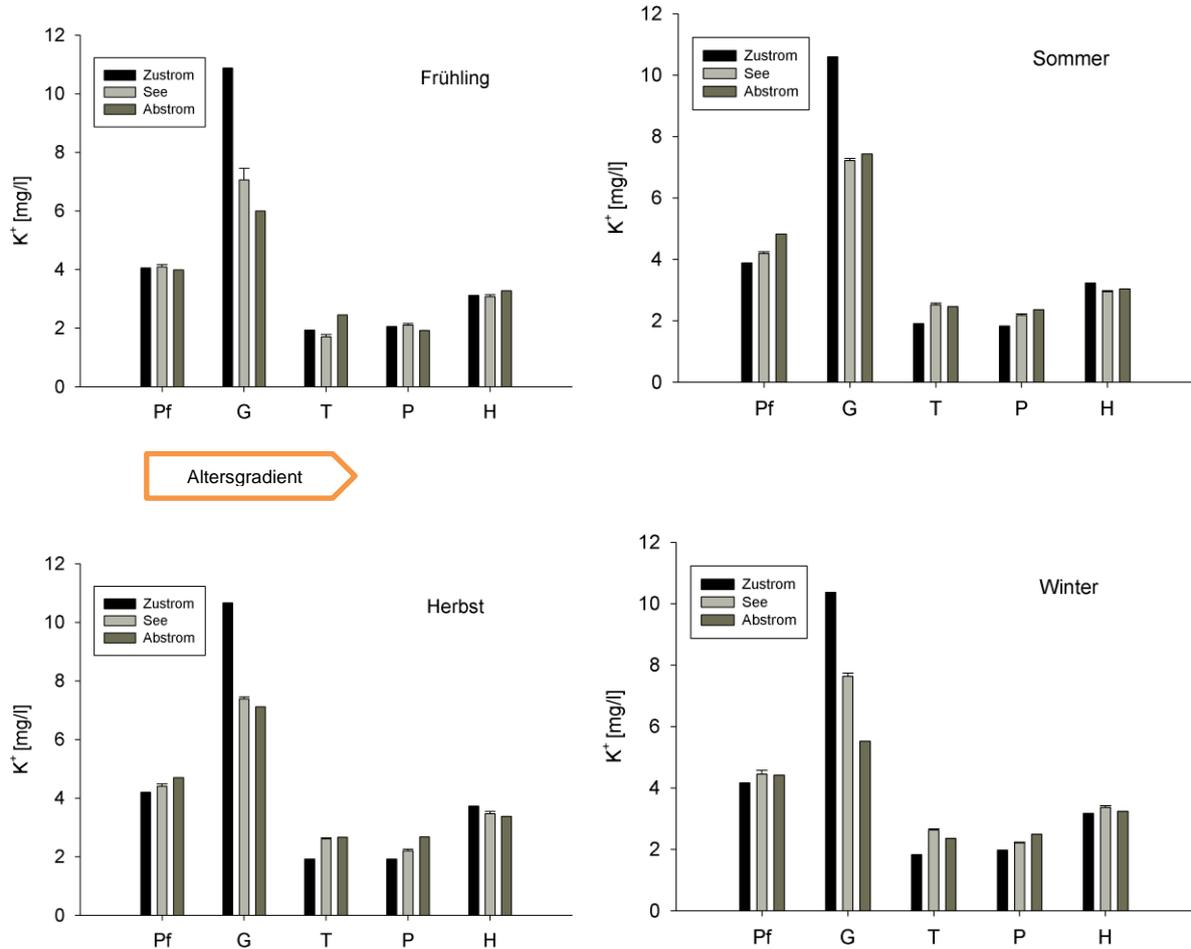 12
10
8
6
4
2
0
K+ [mg/l]
Zustrom
See
Abstrom
Frühling
Pf G T P H
12
10
8
6
4
2
0
K+ [mg/l]
Zustrom
See
Abstrom
Sommer
Pf G T P H
Altersgradient
12
10
8
6
4
2
0
K+ [mg/l]
Zustrom
See
Abstrom
Herbst
Pf G T P H
12
10
8
6
4
2
0
K+ [mg/l]
Zustrom
See
Abstrom
Winter
Pf G T P H